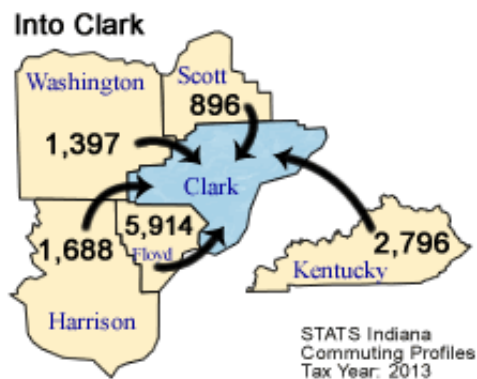 Into Clark
Washington
Scott
896
1,397
Clark
5,914
1,688
Floyd
2,796
Kentucky
Harrison
STATS Indiana
Commuting Profiles
Tax Year: 2013